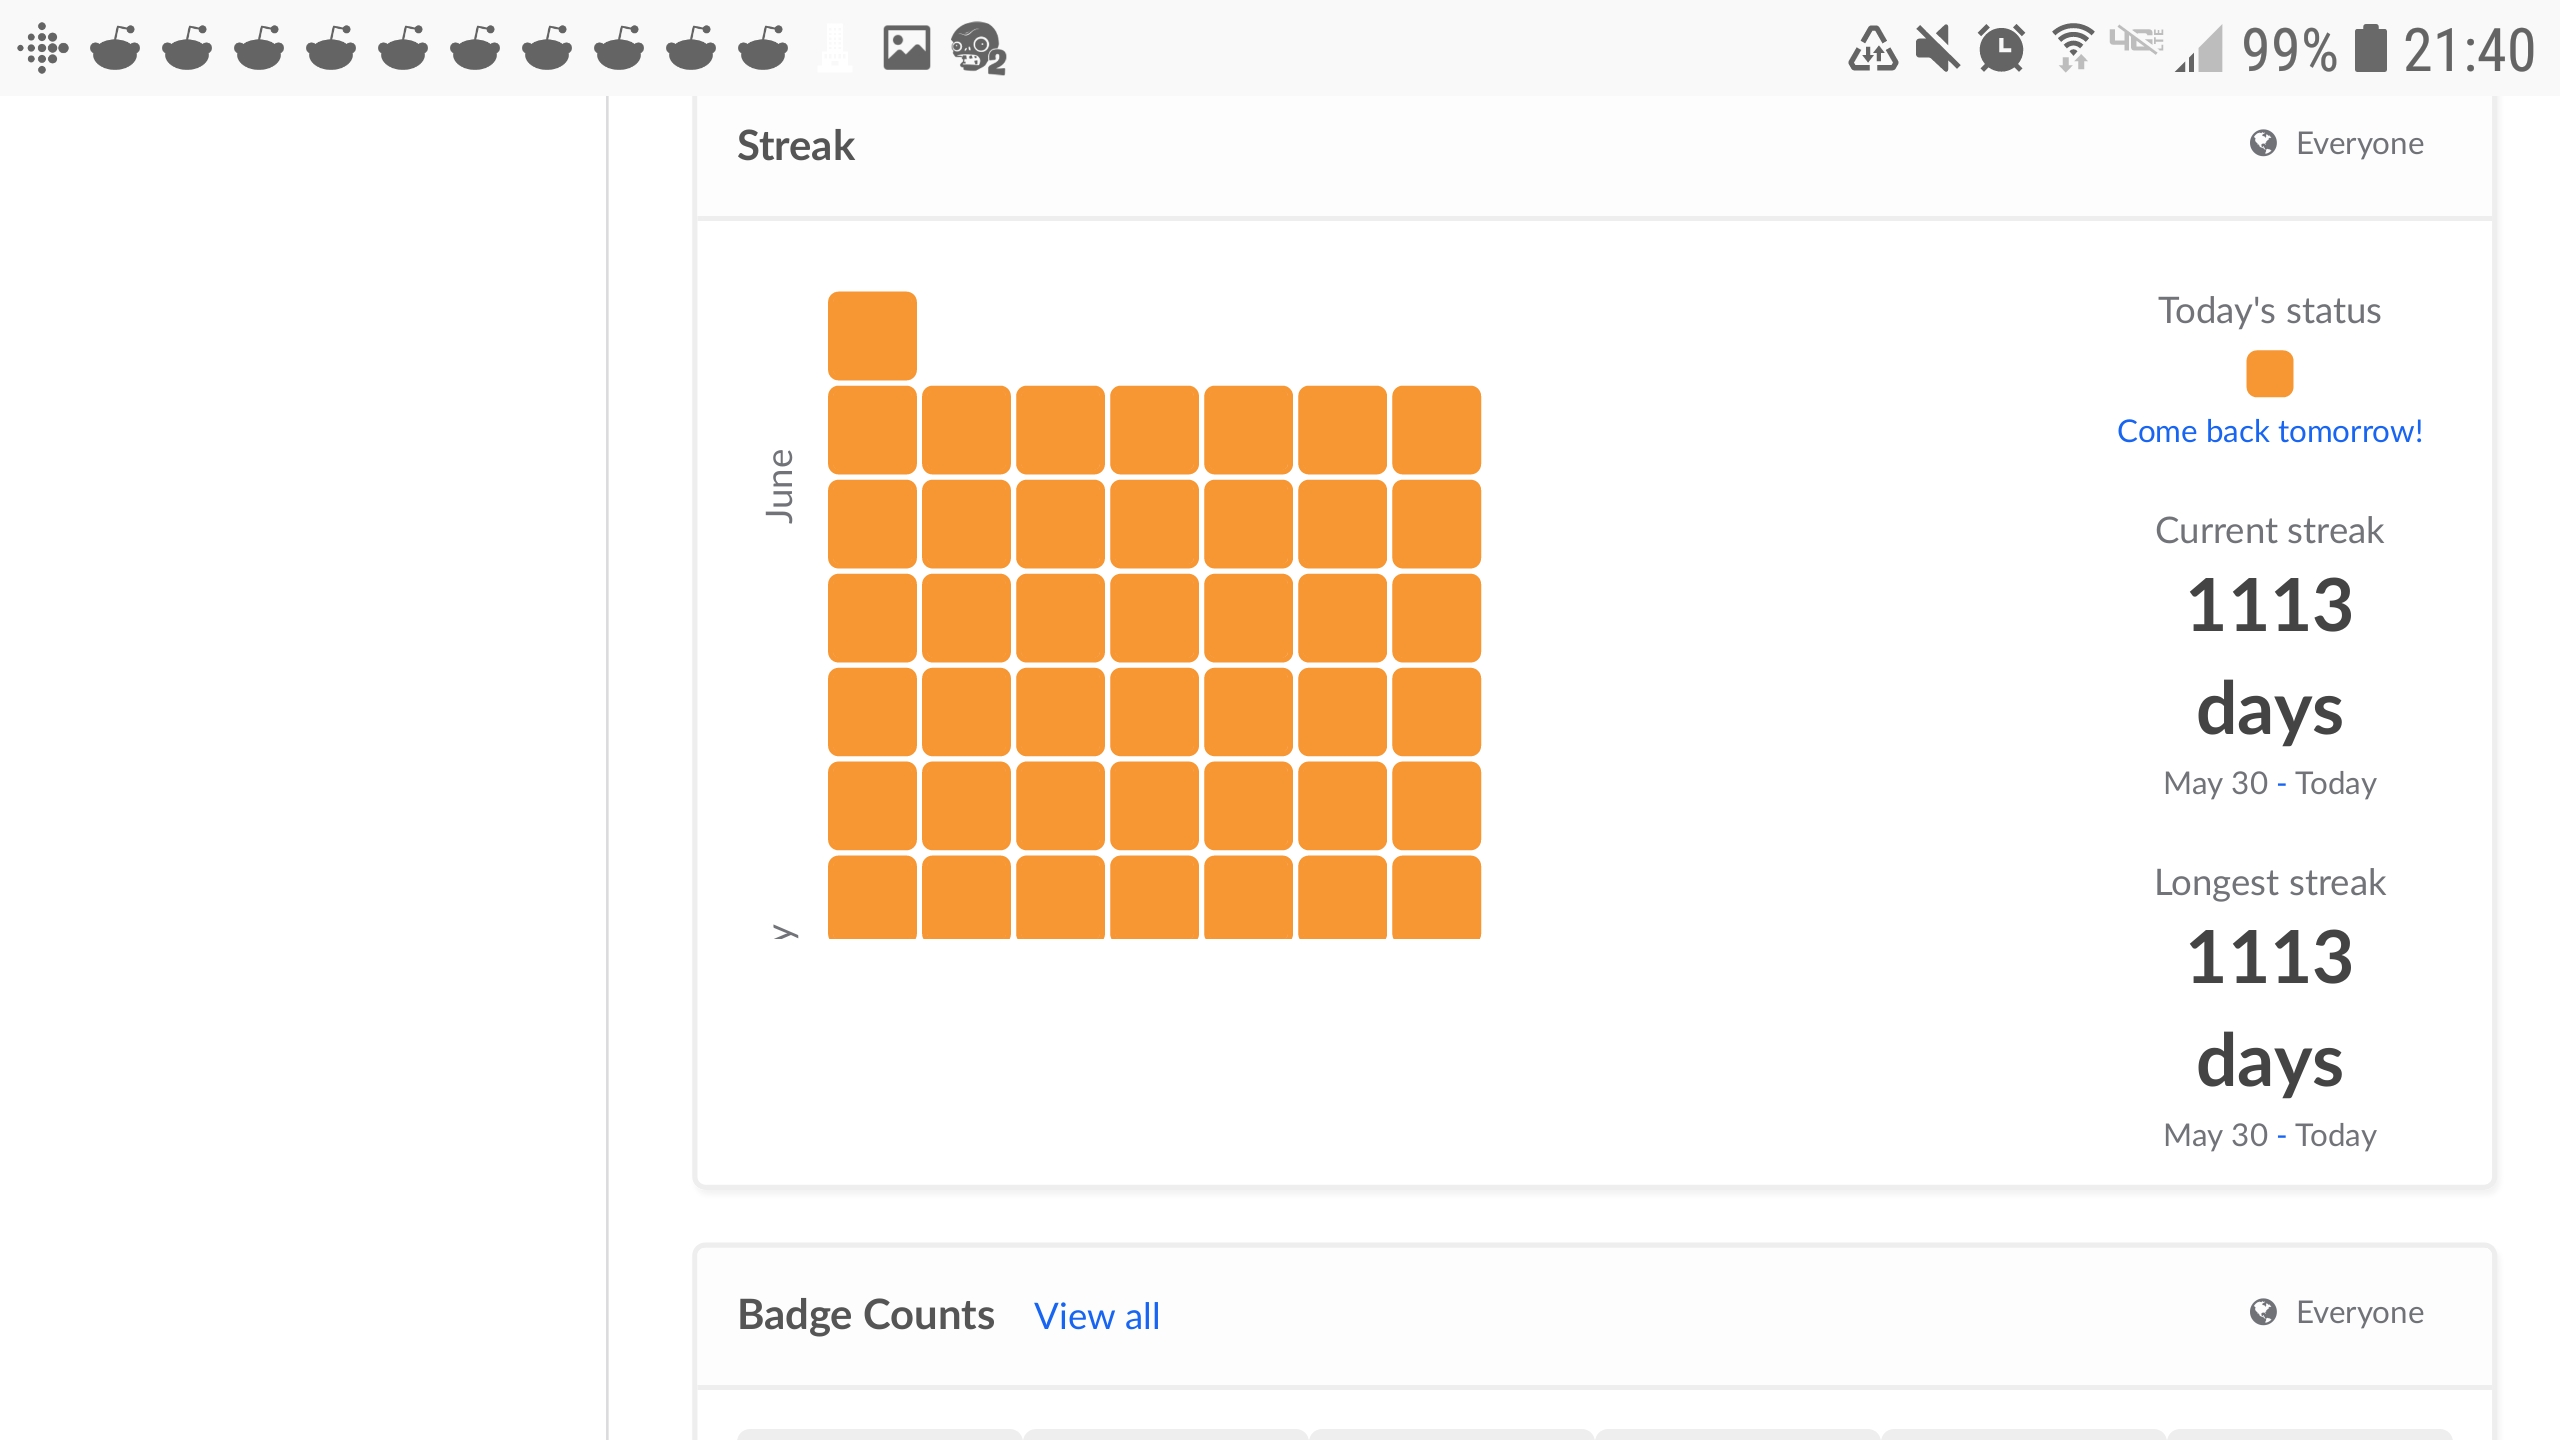 99% 21:40
Streak
Everyone
Today's status
Come back tomorrow!
June
Current streak
1113
days
May 30 - Today
Longest streak
y
1113
days
May 30 - Today
Badge Counts View all
Everyone